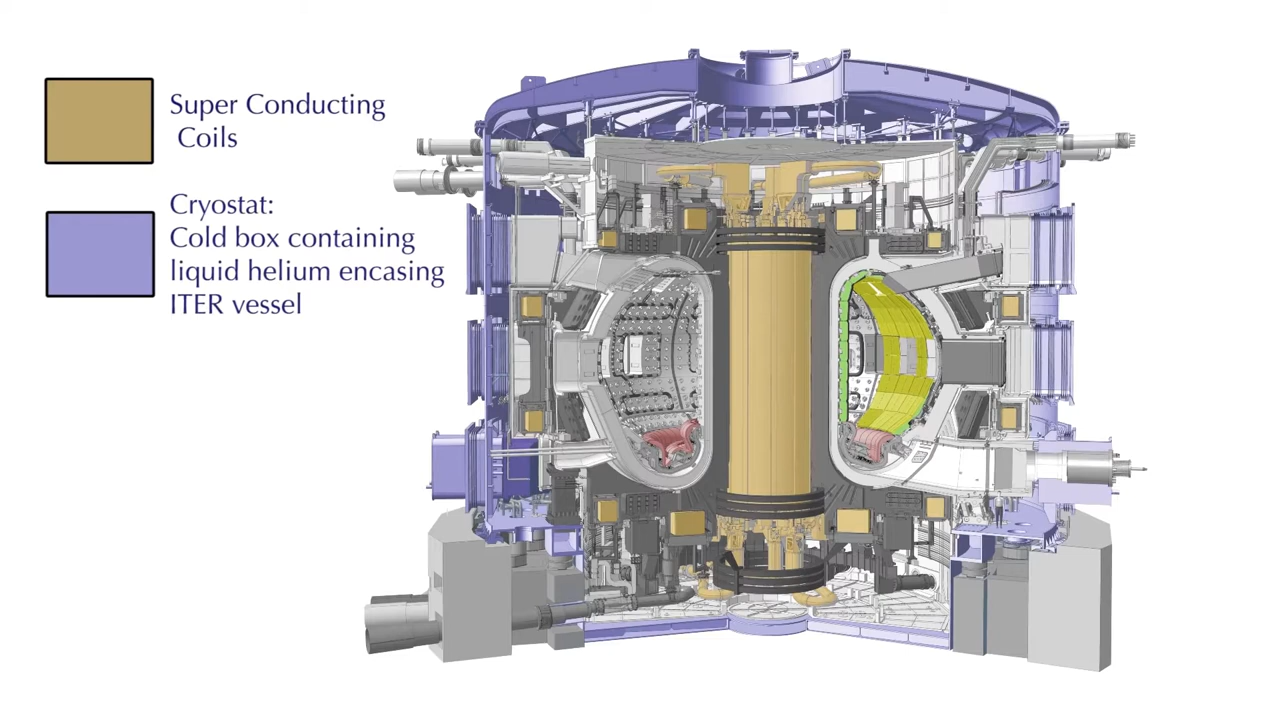 Super Conducting
Coils
Cryostat:
Cold box containing
liquid helium encasing
ITER vessel